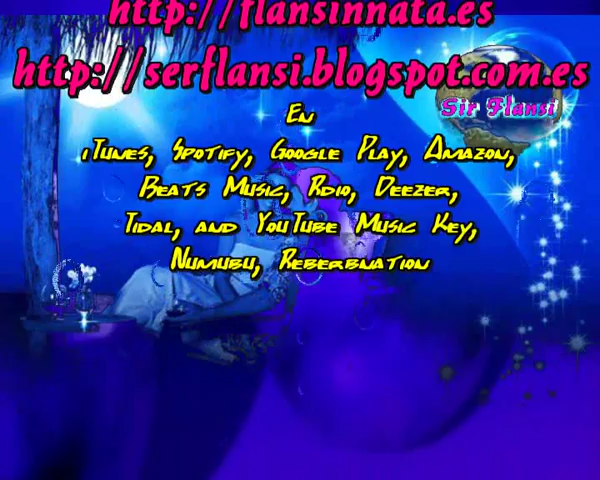 http://flansinnata.es
http://serflansi.blogspot.com.es
Sir Flansi
En
iTunes, Spotify, Google Play, Amazon,
Beats Music, Rdio, Deezer,
Tidal, and YouTube Music Key,
Numubu, Reberbnation